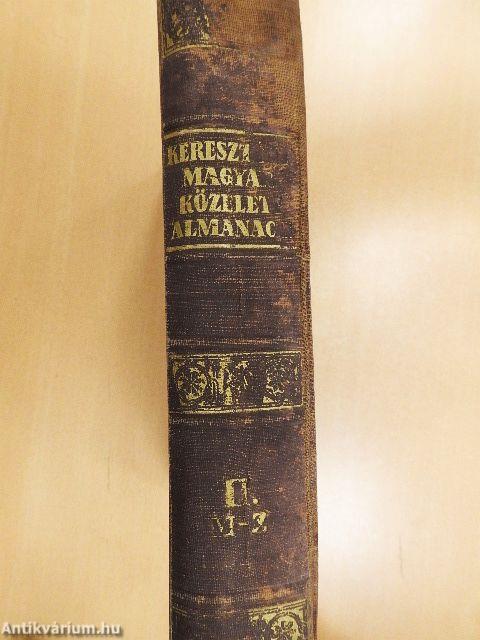 KERESZT
MAGYA
KÖZELET
ALMANAC
II.
M-Z
Antikvárium.hu